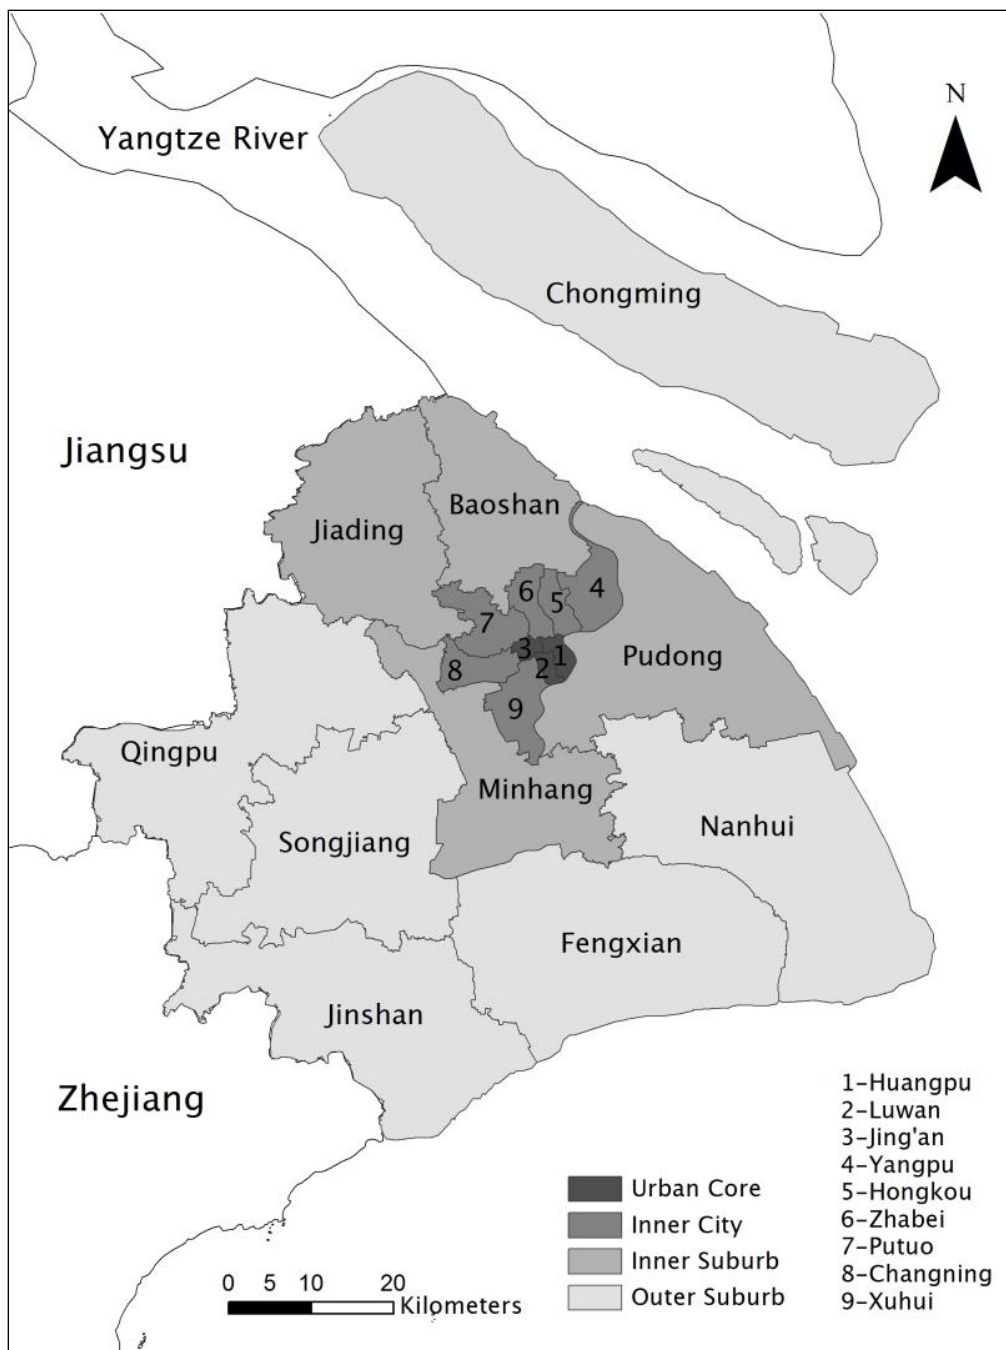 N
Yangtze River
Chongming
Jiangsu
Baoshan
Jiading
6
5
4
7
3
1
2
8
Pudong
9
Qingpu
Minhang
Nanhui
Songjiang
Fengxian
Jinshan
Zhejiang
1-Huangpu
2-Luwan
3-Jing'an
4-Yangpu
5-Hongkou
6-Zhabei
7-Putuo
8-Changning
9-Xuhui
Urban Core
Inner City
Inner Suburb
Outer Suburb
0 5 10 20
Kilometers